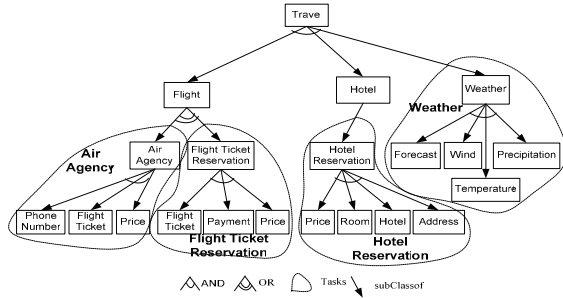 Trave
Flight
Hotel
Weather
Weather
Air
Agency
Air
Agency
Flight Ticket
Reservation
Hotel
Reservation
Forecast
Wind
Precipitation
Temperature
Phone
Number
Flight
Ticket
Price
Flight
Ticket
Payment
Price
Price
Room
Hotel
Address
Flight Ticket
Reservation
Hotel
Reservation
AND
OR
Tasks
subClassof